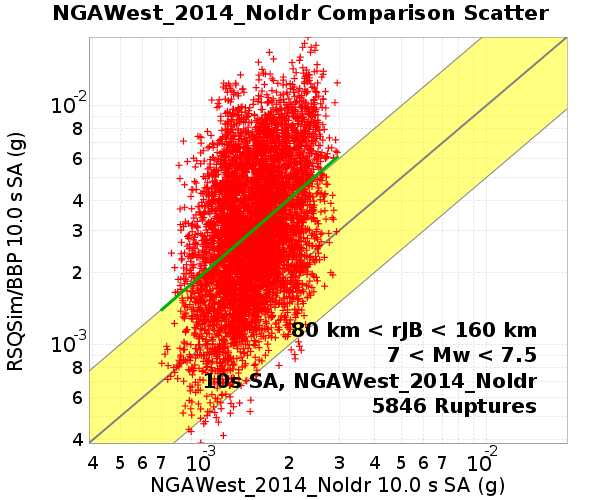 NGAWest_2014_NoIdr Comparison Scatter
RSQSim/BBP 10.0 s SA (g)
10^-2
8
6
4
3
2
10^-3
8
6
4
80 km < rJB < 160 km
7 < Mw < 7.5
10s SA, NGAWest_2014_NoIdr
5846 Ruptures
4 5 6 7 10^-3 2 3 4 5 6 7 10^-2
NGAWest_2014_NoIdr 10.0 s SA (g)